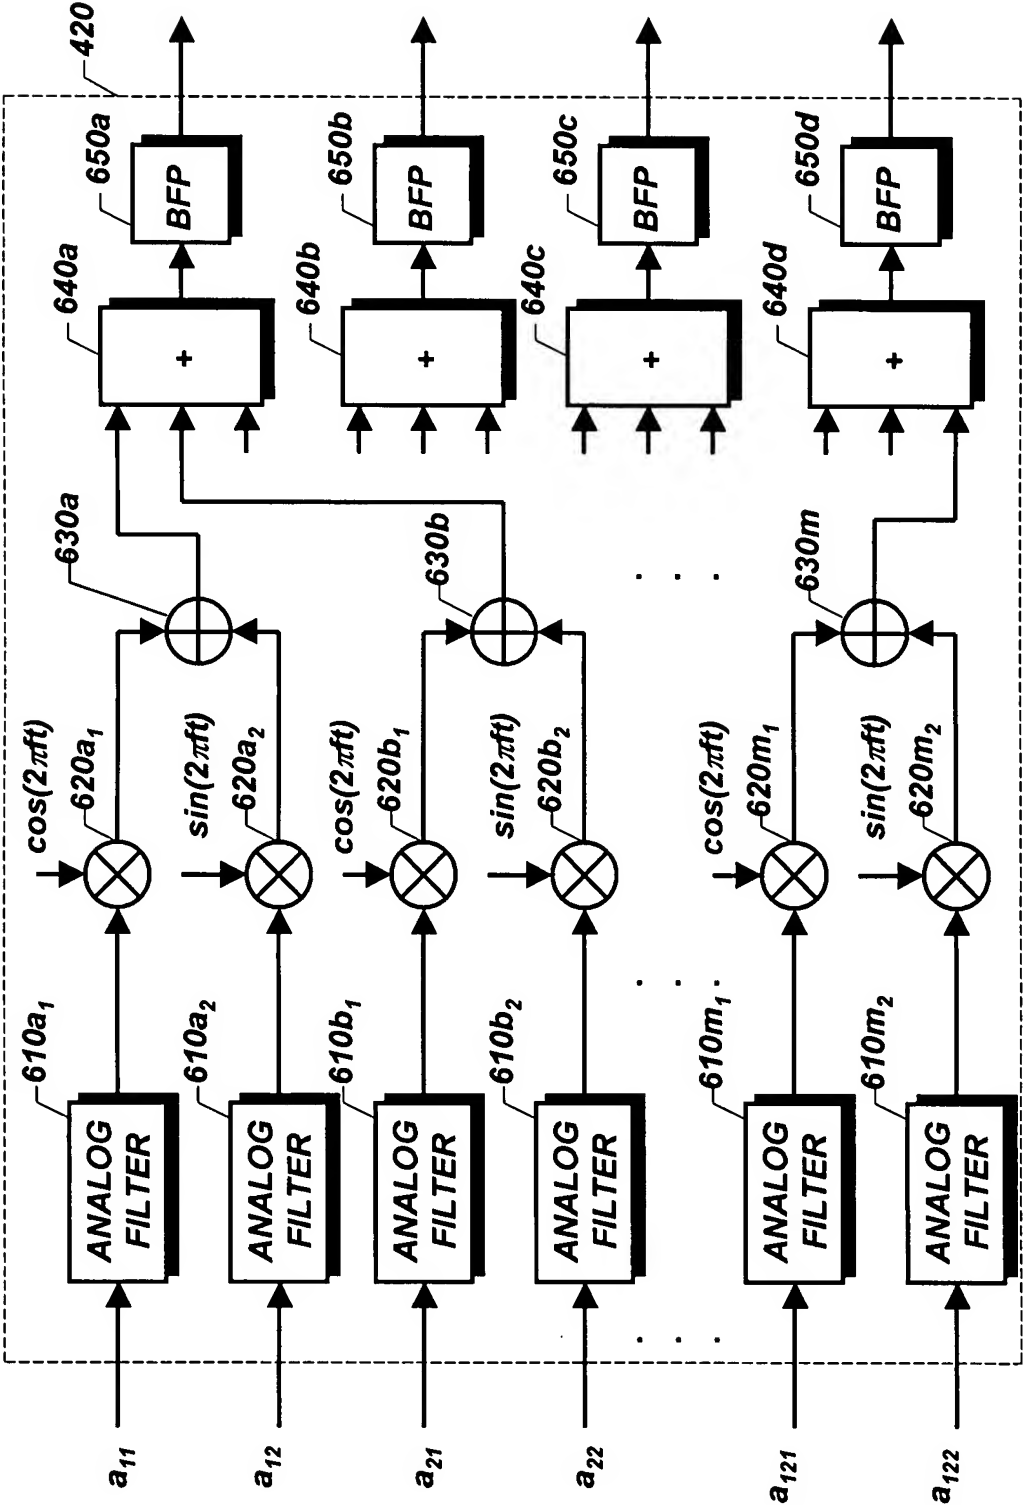 420
650a
BFP
650b
BFP
650c
BFP
650d
BFP
640a
+
640b
+
640c
+
640d
+
630a
630b
630m
. . .
cos(2πft)
620a₁
sin(2πft)
620a₂
cos(2πft)
620b₁
sin(2πft)
620b₂
cos(2πft)
620m₁
sin(2πft)
620m₂
. . .
610a₁
ANALOG
FILTER
610a₂
ANALOG
FILTER
610b₁
ANALOG
FILTER
610b₂
ANALOG
FILTER
610m₁
ANALOG
FILTER
610m₂
ANALOG
FILTER
. . .
a₁₁
a₁₂
a₂₁
a₂₂
a₁₂₁
a₁₂₂